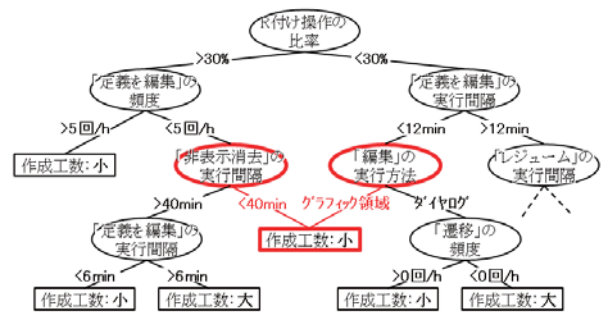 R付け操作の
比率
>30%
<30%
「定義を編集」の
頻度
「定義を編集」の
実行間隔
>5回/h
<5回/h
<12min
>12min
作成工数: 小
「非表示消去」の
実行間隔
「編集」の
実行方法
「レジューム」の
実行間隔
>40min
<40min
グラフィック領域
ダイヤログ
「定義を編集」の
実行間隔
作成工数: 小
「遷移」の
頻度
<6min
>6min
>0回/h
<0回/h
作成工数: 小
作成工数: 大
作成工数: 小
作成工数: 大